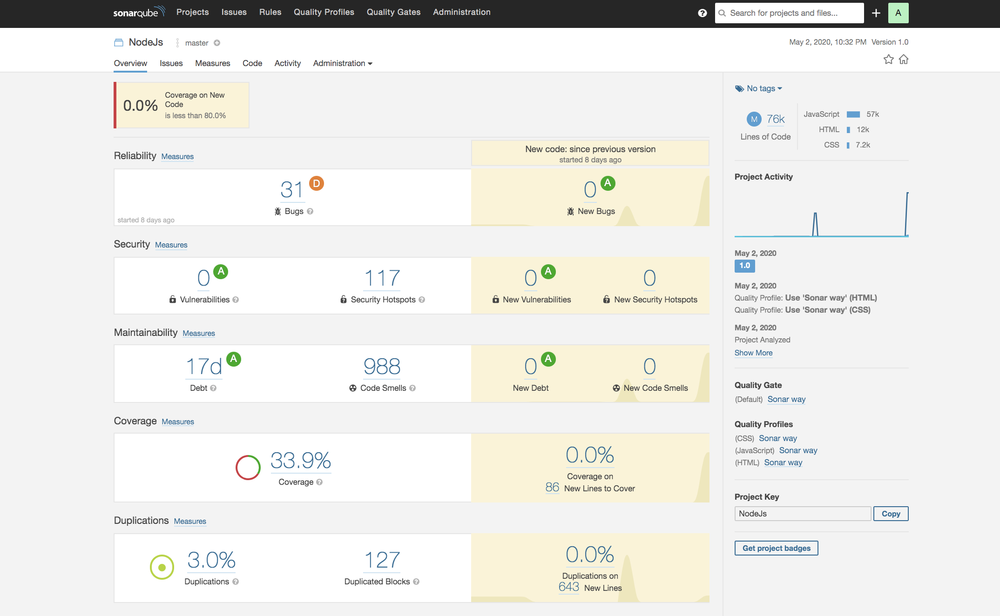 sonarqube Projects Issues Rules Quality Profiles Quality Gates Administration ? Search for projects and files... + A
NodeJs master
May 2, 2020, 10:32 PM Version 1.0
Overview Issues Measures Code Activity Administration
0.0%
Coverage on New
Code
is less than 80.0%
Reliability Measures
New code: since previous version
started 8 days ago
31 D
Bugs ?
started 8 days ago
0 A
New Bugs
Security Measures
0 A
Vulnerabilities ?
117
Security Hotspots ?
0 A
New Vulnerabilities
0
New Security Hotspots
Maintainability Measures
17d A
Debt ?
988
Code Smells ?
0 A
New Debt
0
New Code Smells
Coverage Measures
33.9%
Coverage ?
0.0%
Coverage on
86 New Lines to Cover
Duplications Measures
3.0%
Duplications ?
127
Duplicated Blocks ?
0.0%
Duplications on
643 New Lines
No tags
M 76k
Lines of Code
JavaScript 57k
HTML 12k
CSS 7.2k
Project Activity
May 2, 2020
1.0
May 2, 2020
Quality Profile: Use 'Sonar way' (HTML)
Quality Profile: Use 'Sonar way' (CSS)
May 2, 2020
Project Analyzed
Show More
Quality Gate
(Default) Sonar way
Quality Profiles
(CSS) Sonar way
(JavaScript) Sonar way
(HTML) Sonar way
Project Key
NodeJs Copy
Get project badges